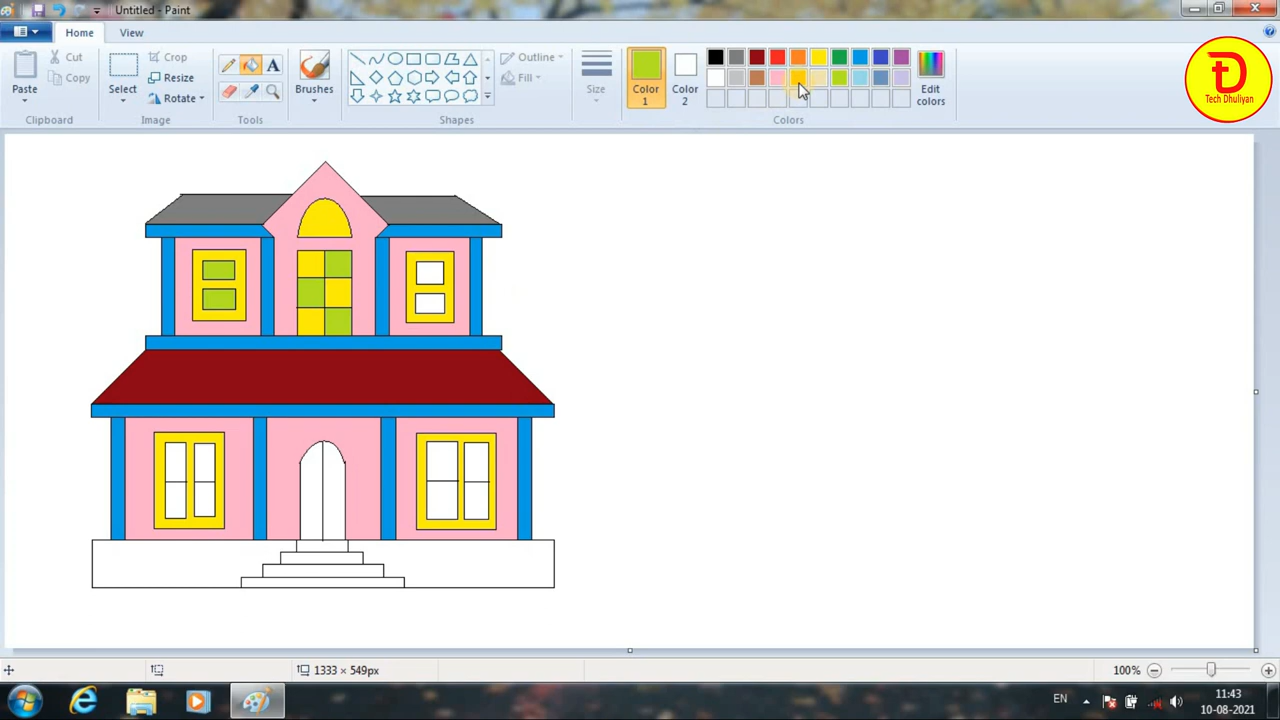 Untitled - Paint
Home
View
Paste
Cut
Copy
Clipboard
Select
Crop
Resize
Rotate
Image
A
Tools
Brushes
Outline
Fill
Shapes
Size
Color
1
Color
2
Edit
colors
Colors
Tech Dhuliyan
1333 × 549px
100%
EN
11:43
10-08-2021